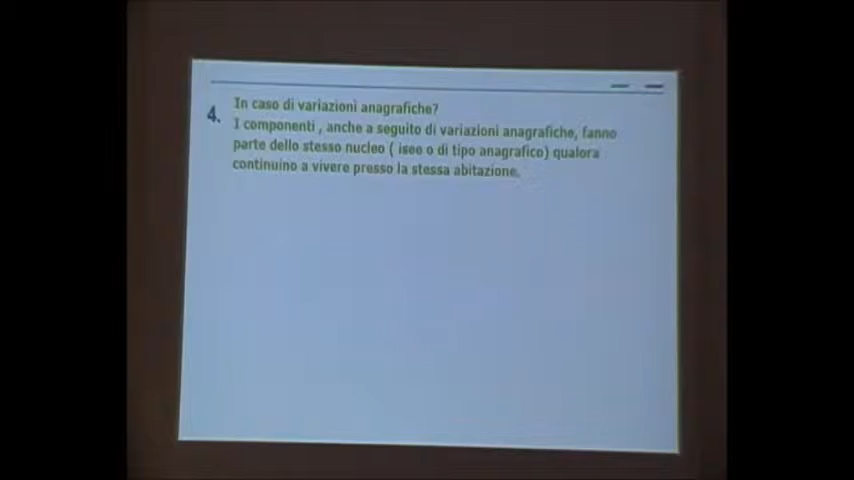 4. In caso di variazioni anagrafiche?
I componenti , anche a seguito di variazioni anagrafiche, fanno
parte dello stesso nucleo ( isee o di tipo anagrafico) qualora
continuino a vivere presso la stessa abitazione.